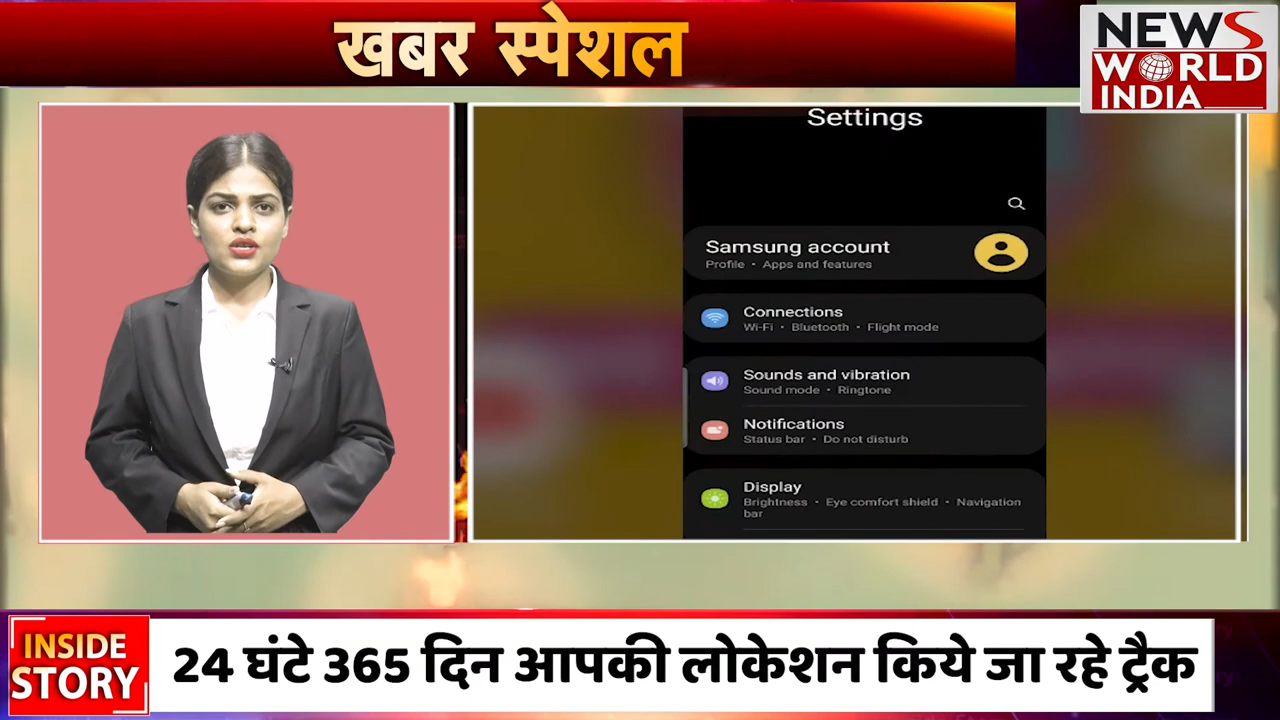 खबर स्पेशल
NEWS
WORLD
INDIA
Settings
Samsung account
Profile • Apps and features
Connections
Wi-Fi • Bluetooth • Flight mode
Sounds and vibration
Sound mode • Ringtone
Notifications
Status bar • Do not disturb
Display
Brightness • Eye comfort shield • Navigation
bar
INSIDE
STORY
24 घंटे 365 दिन आपकी लोकेशन किये जा रहे ट्रैक